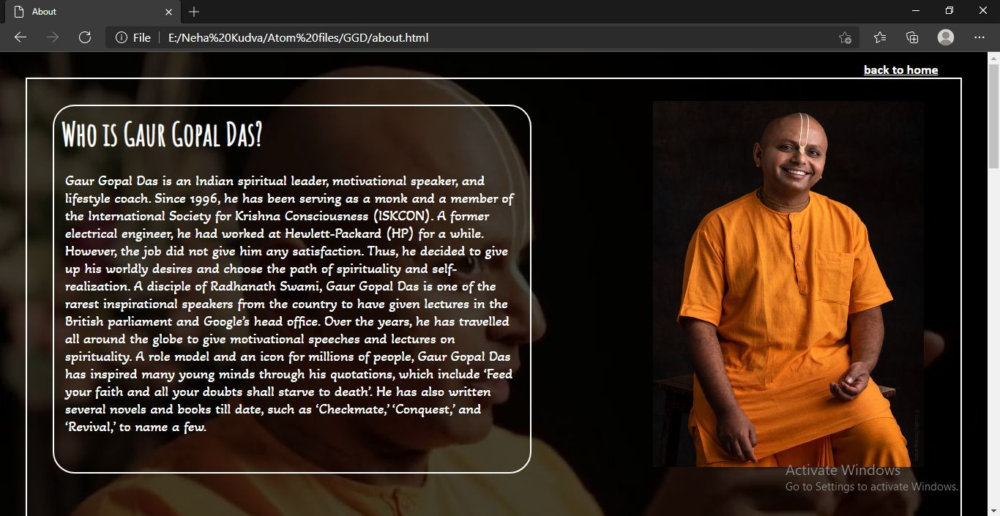 About
File
E:/Neha%20Kudva/Atom%20files/GGD/about.html
back to home
Who is Gaur Gopal Das?
Gaur Gopal Das is an Indian spiritual leader, motivational speaker, and
lifestyle coach. Since 1996, he has been serving as a monk and a member of
the International Society for Krishna Consciousness (ISKCON). A former
electrical engineer, he had worked at Hewlett-Packard (HP) for a while.
However, the job did not give him any satisfaction. Thus, he decided to give
up his worldly desires and choose the path of spirituality and self-
realization. A disciple of Radhanath Swami, Gaur Gopal Das is one of the
rarest inspirational speakers from the country to have given lectures in the
British parliament and Google’s head office. Over the years, he has travelled
all around the globe to give motivational speeches and lectures on
spirituality. A role model and an icon for millions of people, Gaur Gopal Das
has inspired many young minds through his quotations, which include ‘Feed
your faith and all your doubts shall starve to death’. He has also written
several novels and books till date, such as ‘Checkmate,’ ‘Conquest,’ and
‘Revival,’ to name a few.
Activate Windows
Go to Settings to activate Windows.